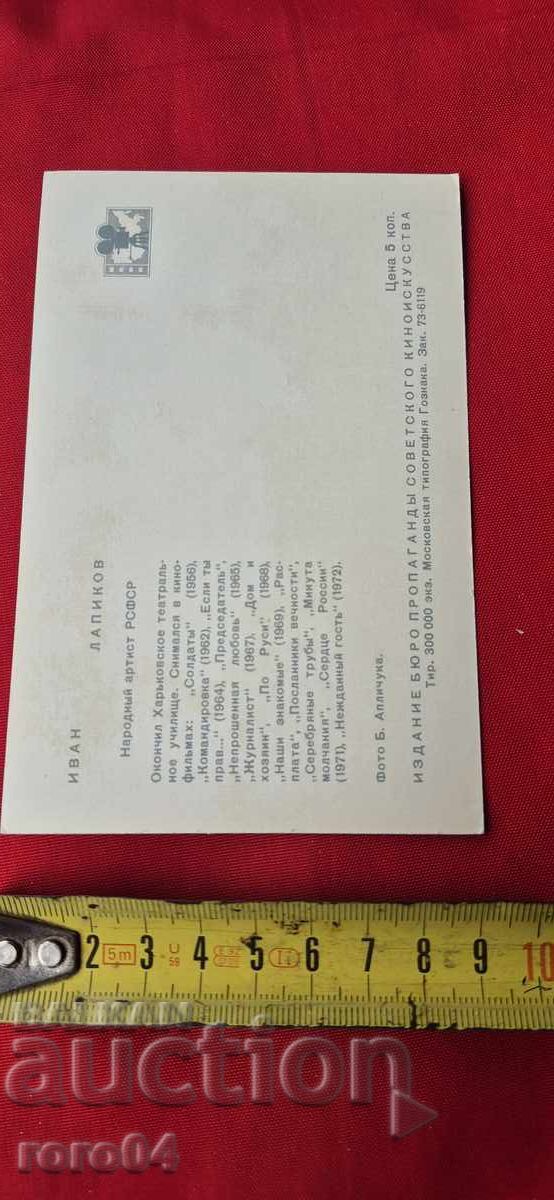 ИВАН ЛАПИКОВ
Народный артист РСФСР
Окончил Харьковское театраль-
ное училище. Снимался в кино-
фильмах: „Солдаты“ (1956),
„Командировка“ (1962), „Если ты
прав...“ (1964), „Председатель“,
„Непрошенная любовь“ (1965),
„Журналист“ (1967), „Дом и
хозяин“, „По Руси“ (1968),
„Наши знакомые“ (1969), „Рас-
плата“, „Посланники вечности“,
„Серебряные трубы“, „Минута
молчания“, „Сердце России“
(1971), „Нежданный гость“ (1972).
Фото Б. Апличука.
Цена 5 коп.
ИЗДАНИЕ БЮРО ПРОПАГАНДЫ СОВЕТСКОГО КИНОИСКУССТВА
Тир. 300 000 экз. Московская типография Гознака. Зак. 73-6119
2 5m 3 U 59 4 5 II 6 7 8 9 10
BALKAN
auction
roro04